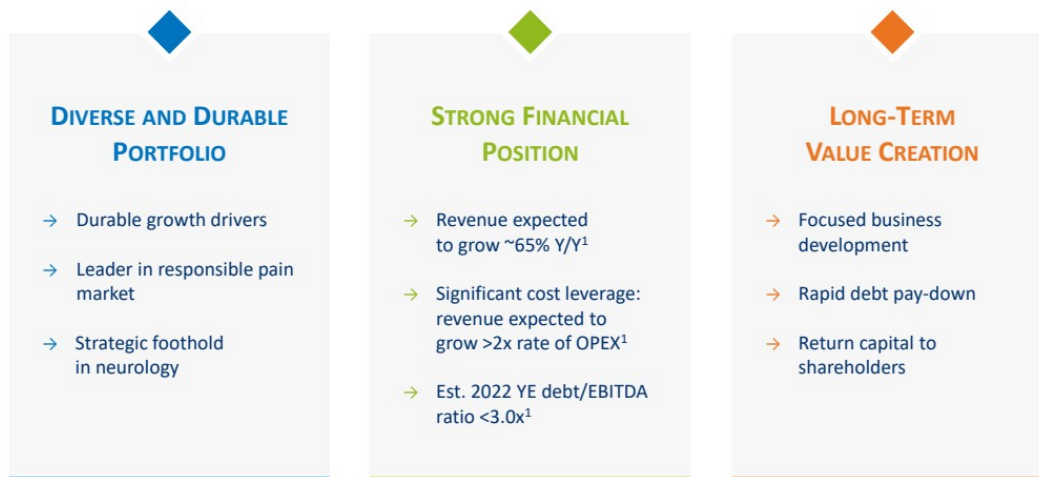 DIVERSE AND DURABLE
PORTFOLIO
→ Durable growth drivers
→ Leader in responsible pain
market
→ Strategic foothold
in neurology
STRONG FINANCIAL
POSITION
→ Revenue expected
to grow ~65% Y/Y¹
→ Significant cost leverage:
revenue expected to
grow >2x rate of OPEX¹
→ Est. 2022 YE debt/EBITDA
ratio <3.0x¹
LONG-TERM
VALUE CREATION
→ Focused business
development
→ Rapid debt pay-down
→ Return capital to
shareholders